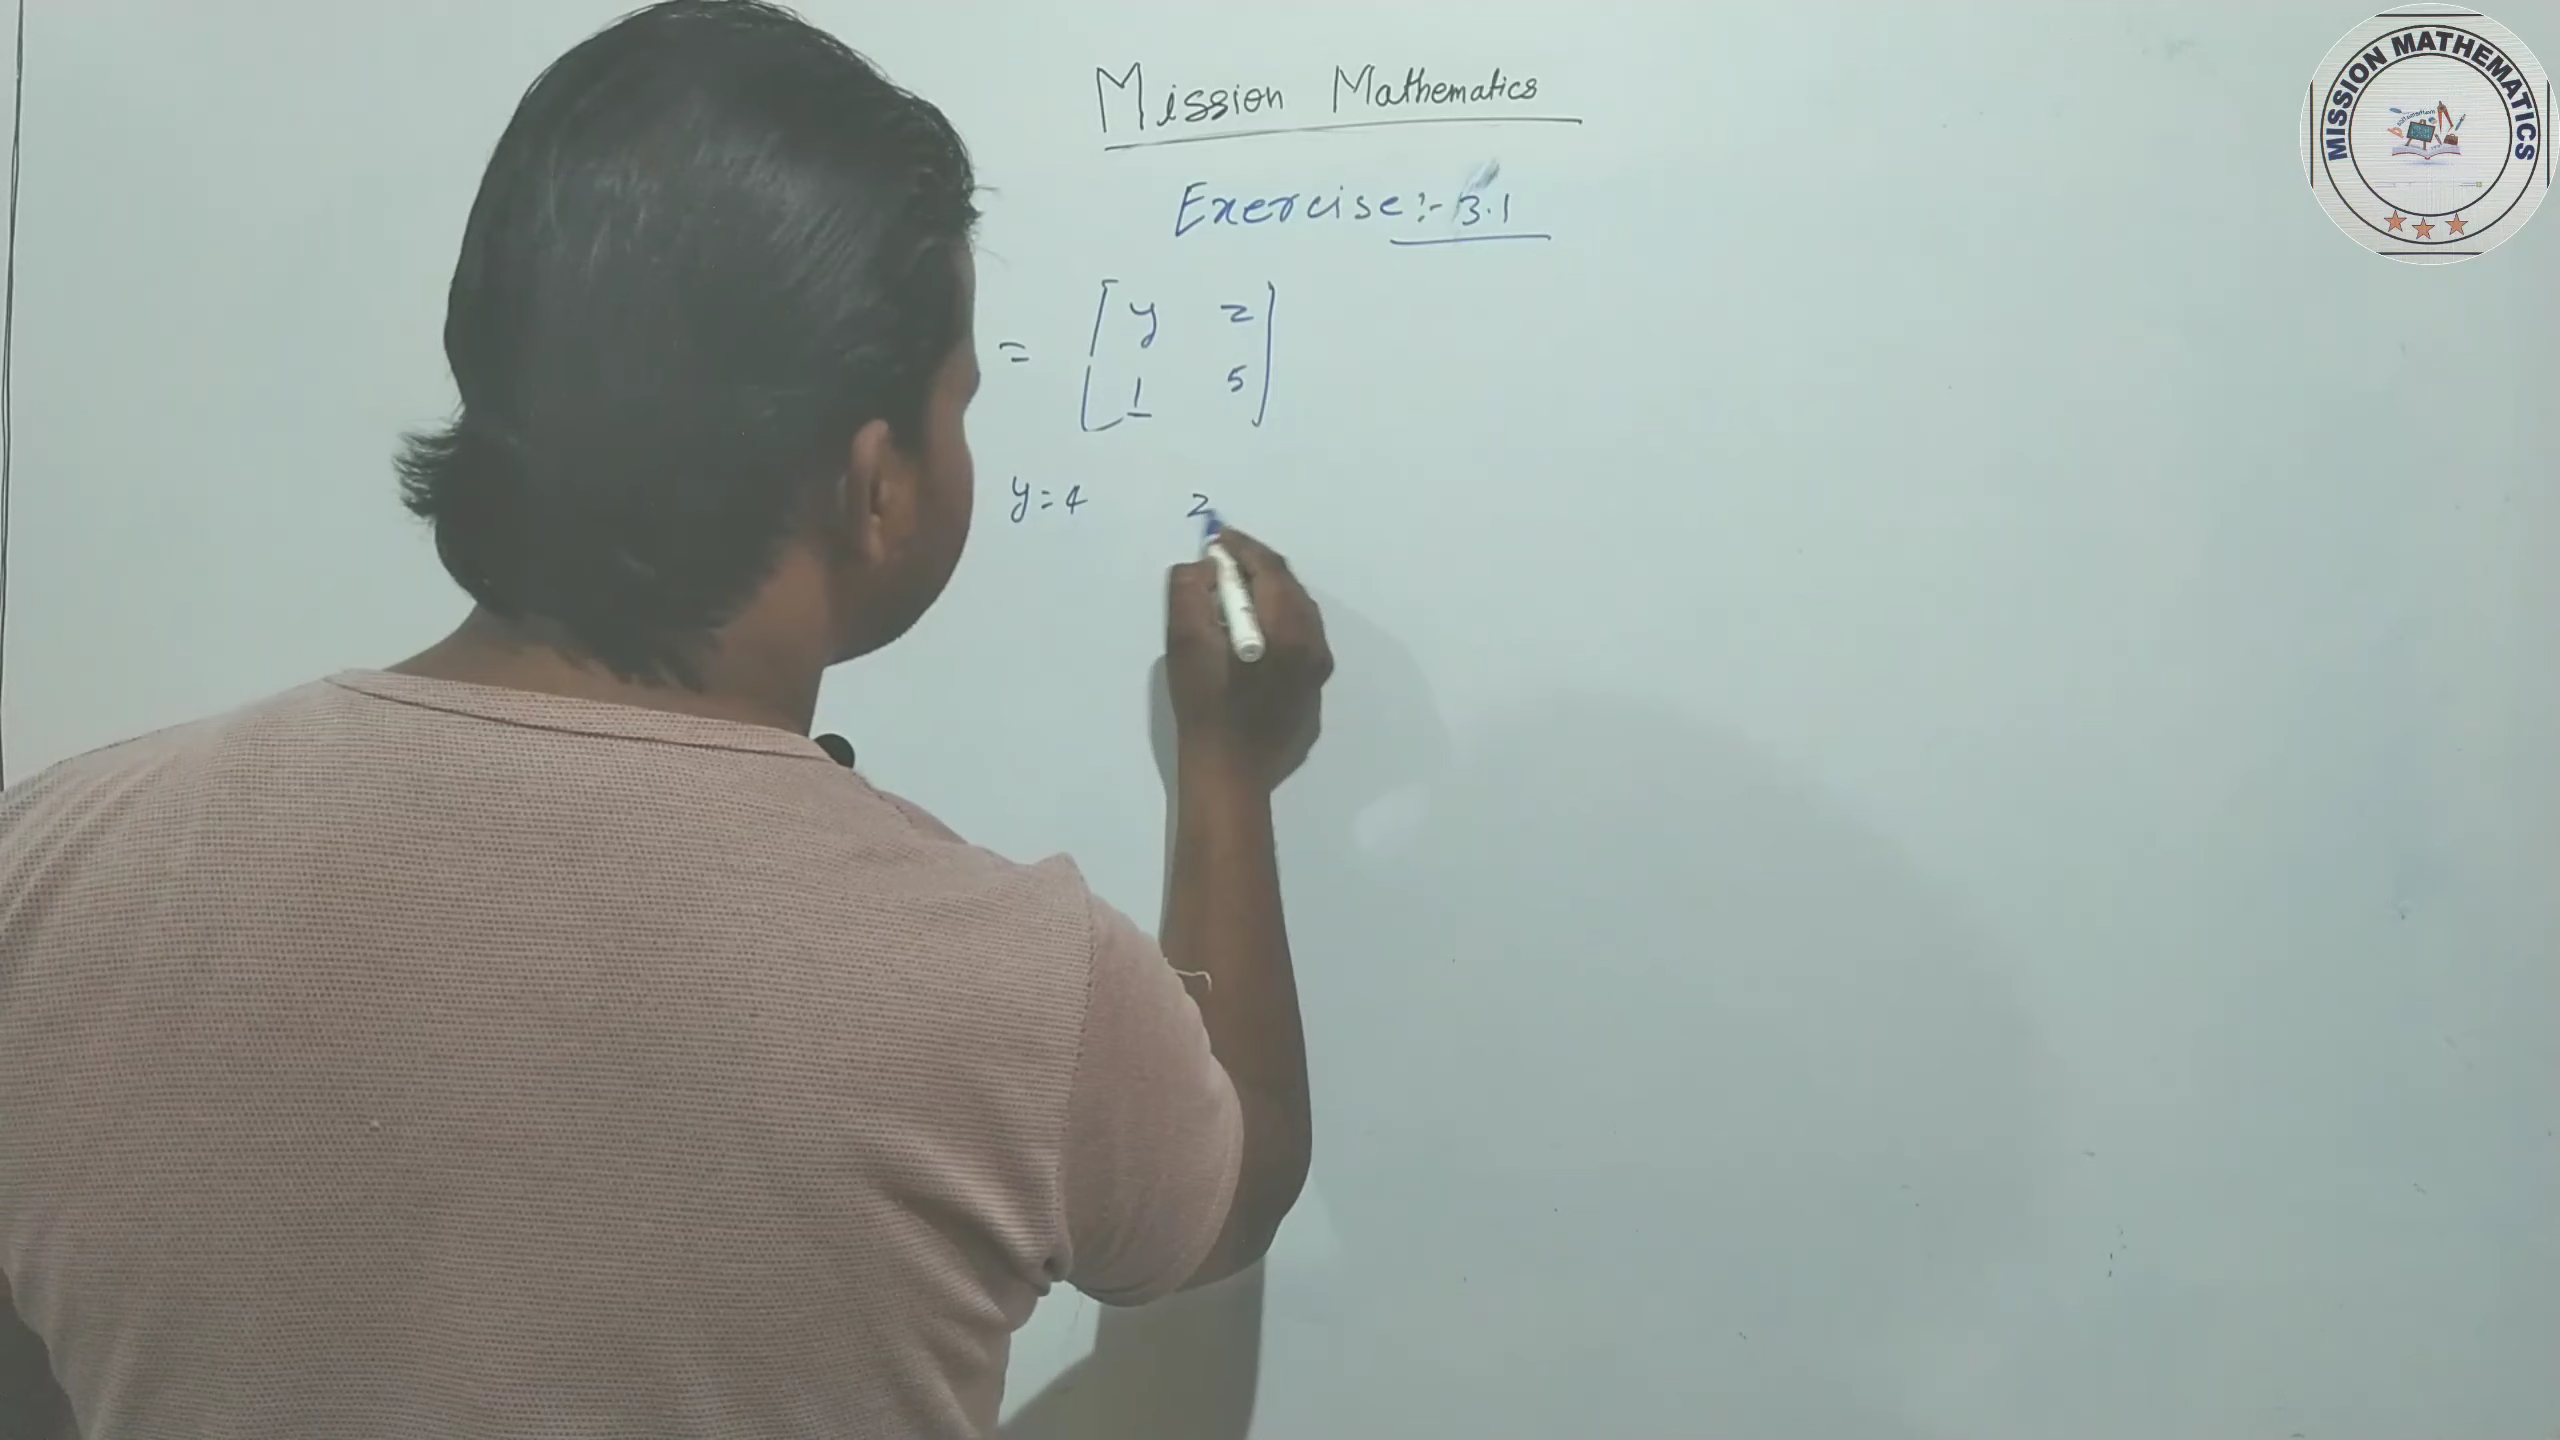 Mission Mathematics
Exercise:- 3.1
= [ y z
1 5 ]
y = 4 z
MISSION MATHEMATICS